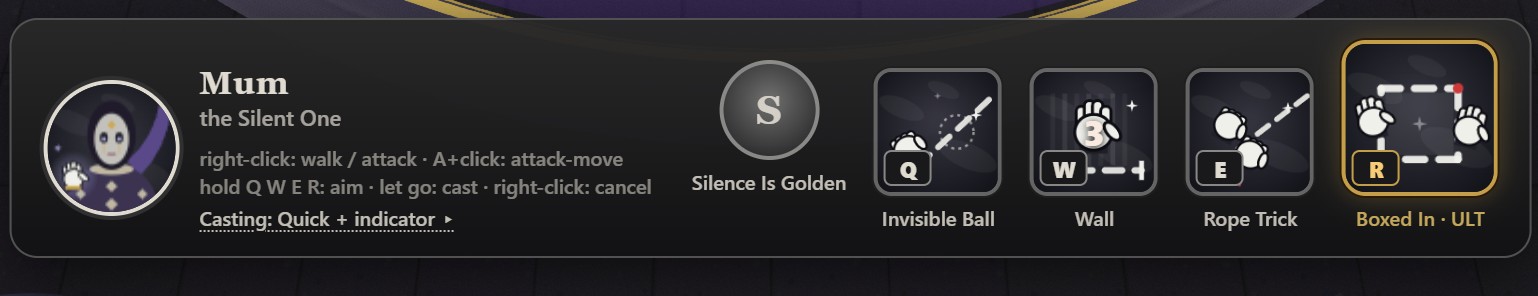 Mum
the Silent One
right-click: walk / attack · A+click: attack-move
hold Q W E R: aim · let go: cast · right-click: cancel
Casting: Quick + indicator ▸
S
Silence Is Golden
Q
Invisible Ball
3
W
Wall
E
Rope Trick
R
Boxed In · ULT